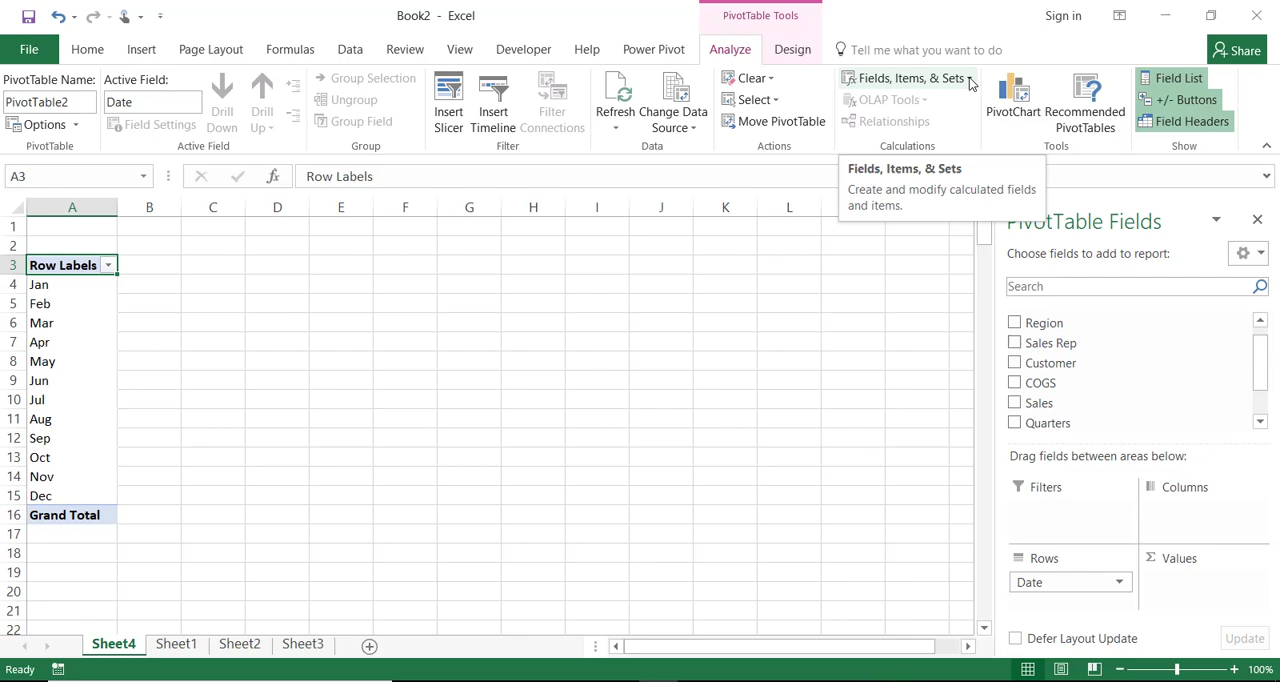 Book2 - Excel
PivotTable Tools
Sign in
File
Home
Insert
Page Layout
Formulas
Data
Review
View
Developer
Help
Power Pivot
Analyze
Design
Tell me what you want to do
Share
PivotTable Name:
PivotTable2
Options
PivotTable
Active Field:
Date
Field Settings
Drill Down
Drill Up
Active Field
Group Selection
Ungroup
Group Field
Group
Insert Slicer
Insert Timeline
Filter Connections
Filter
Refresh
Change Data Source
Data
Clear
Select
Move PivotTable
Actions
Fields, Items, & Sets
OLAP Tools
Relationships
Calculations
PivotChart
Recommended PivotTables
Tools
Field List
+/- Buttons
Field Headers
Show
A3
fx
Row Labels
Fields, Items, & Sets
Create and modify calculated fields
and items.
A B C D E F G H I J K L
1
2
3 Row Labels
4 Jan
5 Feb
6 Mar
7 Apr
8 May
9 Jun
10 Jul
11 Aug
12 Sep
13 Oct
14 Nov
15 Dec
16 Grand Total
17
18
19
20
21
22
PivotTable Fields
Choose fields to add to report:
Search
Region
Sales Rep
Customer
COGS
Sales
Quarters
Drag fields between areas below:
Filters
Columns
Rows
Σ Values
Date
Defer Layout Update
Update
Sheet4
Sheet1
Sheet2
Sheet3
Ready
100%